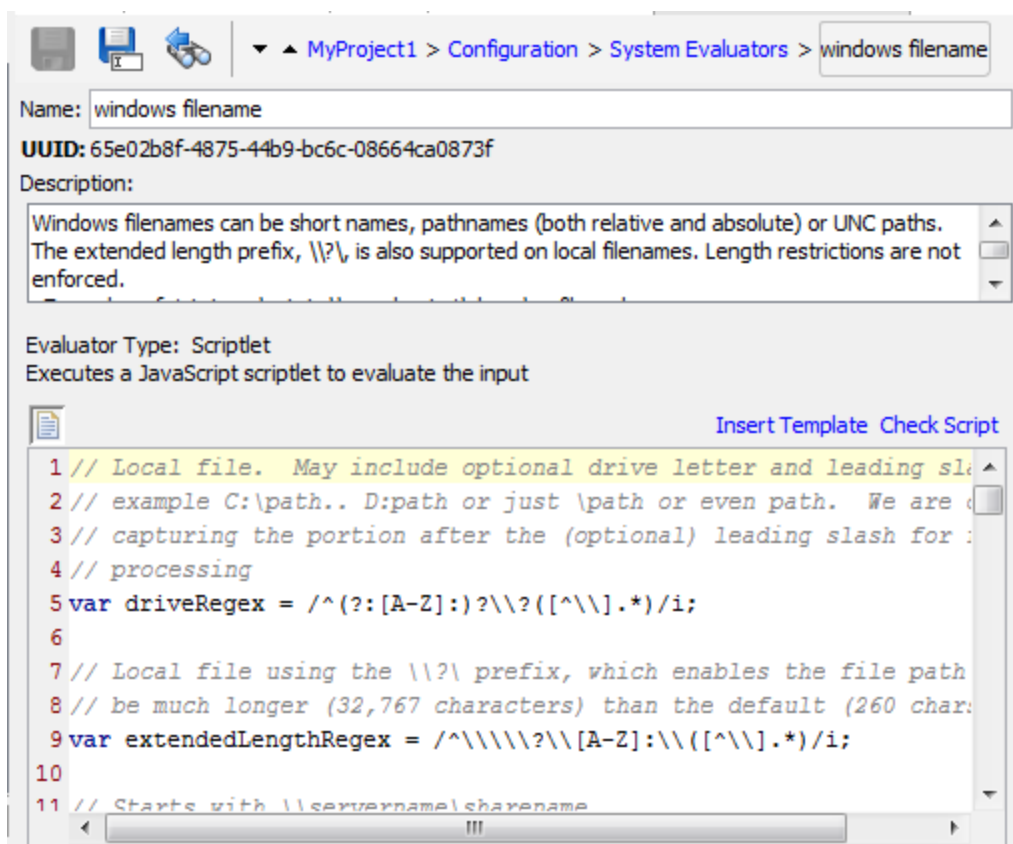 MyProject1 > Configuration > System Evaluators > windows filename
Name: windows filename
UUID: 65e02b8f-4875-44b9-bc6c-08664ca0873f
Description:
Windows filenames can be short names, pathnames (both relative and absolute) or UNC paths.
The extended length prefix, \\?\, is also supported on local filenames. Length restrictions are not
enforced.
Evaluator Type: Scriptlet
Executes a JavaScript scriptlet to evaluate the input
Insert Template Check Script
1 // Local file.  May include optional drive letter and leading
2 // example C:\path.. D:path or just \path or even path.  We are
3 // capturing the portion after the (optional) leading slash for
4 // processing
5 var driveRegex = /^(?:[A-Z]:)?\\?([^\\].*)/i;
6
7 // Local file using the \\?\ prefix, which enables the file path
8 // be much longer (32,767 characters) than the default (260
9 var extendedLengthRegex = /^\\\\\?\\[A-Z]:\\([^\\].*)/i;
10
11 // Starts with \\servername\sharename